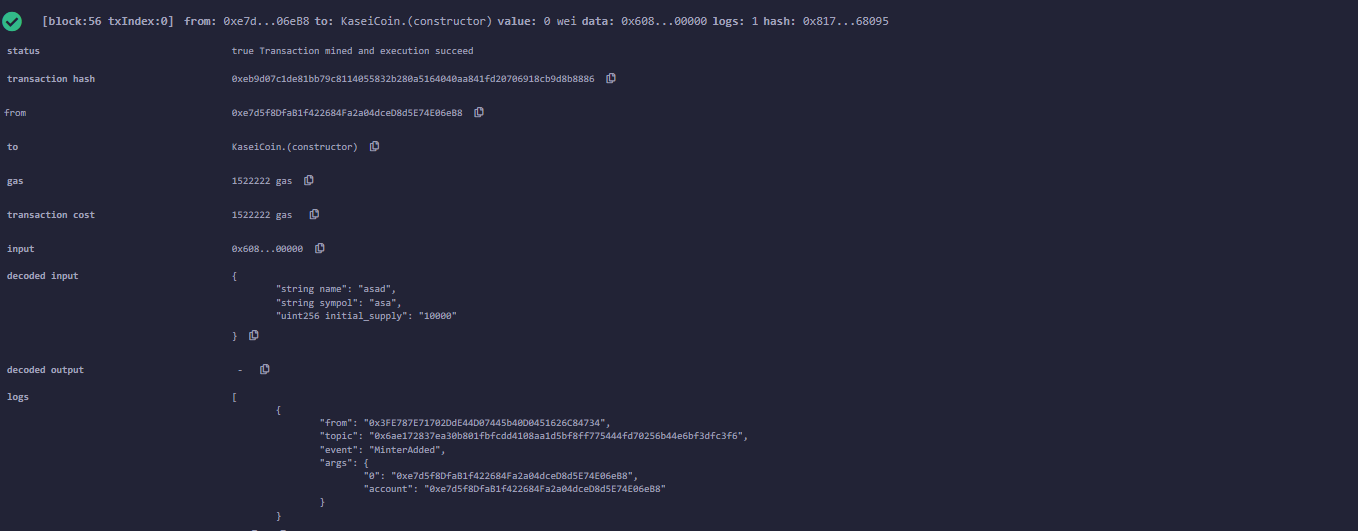 [block:56 txIndex:0] from: 0xe7d...06eB8 to: KaseiCoin.(constructor) value: 0 wei data: 0x608...00000 logs: 1 hash: 0x817...68095
status true Transaction mined and execution succeed
transaction hash 0xeb9d07c1de81bb79c8114055832b280a5164040aa841fd20706918cb9d8b8886
from 0xe7d5f8DfaB1f422684Fa2a04dceD8d5E74E06eB8
to KaseiCoin.(constructor)
gas 1522222 gas
transaction cost 1522222 gas
input 0x608...00000
decoded input {
"string name": "asad",
"string sympol": "asa",
"uint256 initial_supply": "10000"
}
decoded output -
logs [
{
"from": "0x3FE787E71702DdE44D07445b40D0451626C84734",
"topic": "0x6ae172837ea30b801fbfcdd4108aa1d5bf8ff775444fd70256b44e6bf3dfc3f6",
"event": "MinterAdded",
"args": {
"0": "0xe7d5f8DfaB1f422684Fa2a04dceD8d5E74E06eB8",
"account": "0xe7d5f8DfaB1f422684Fa2a04dceD8d5E74E06eB8"
}
}